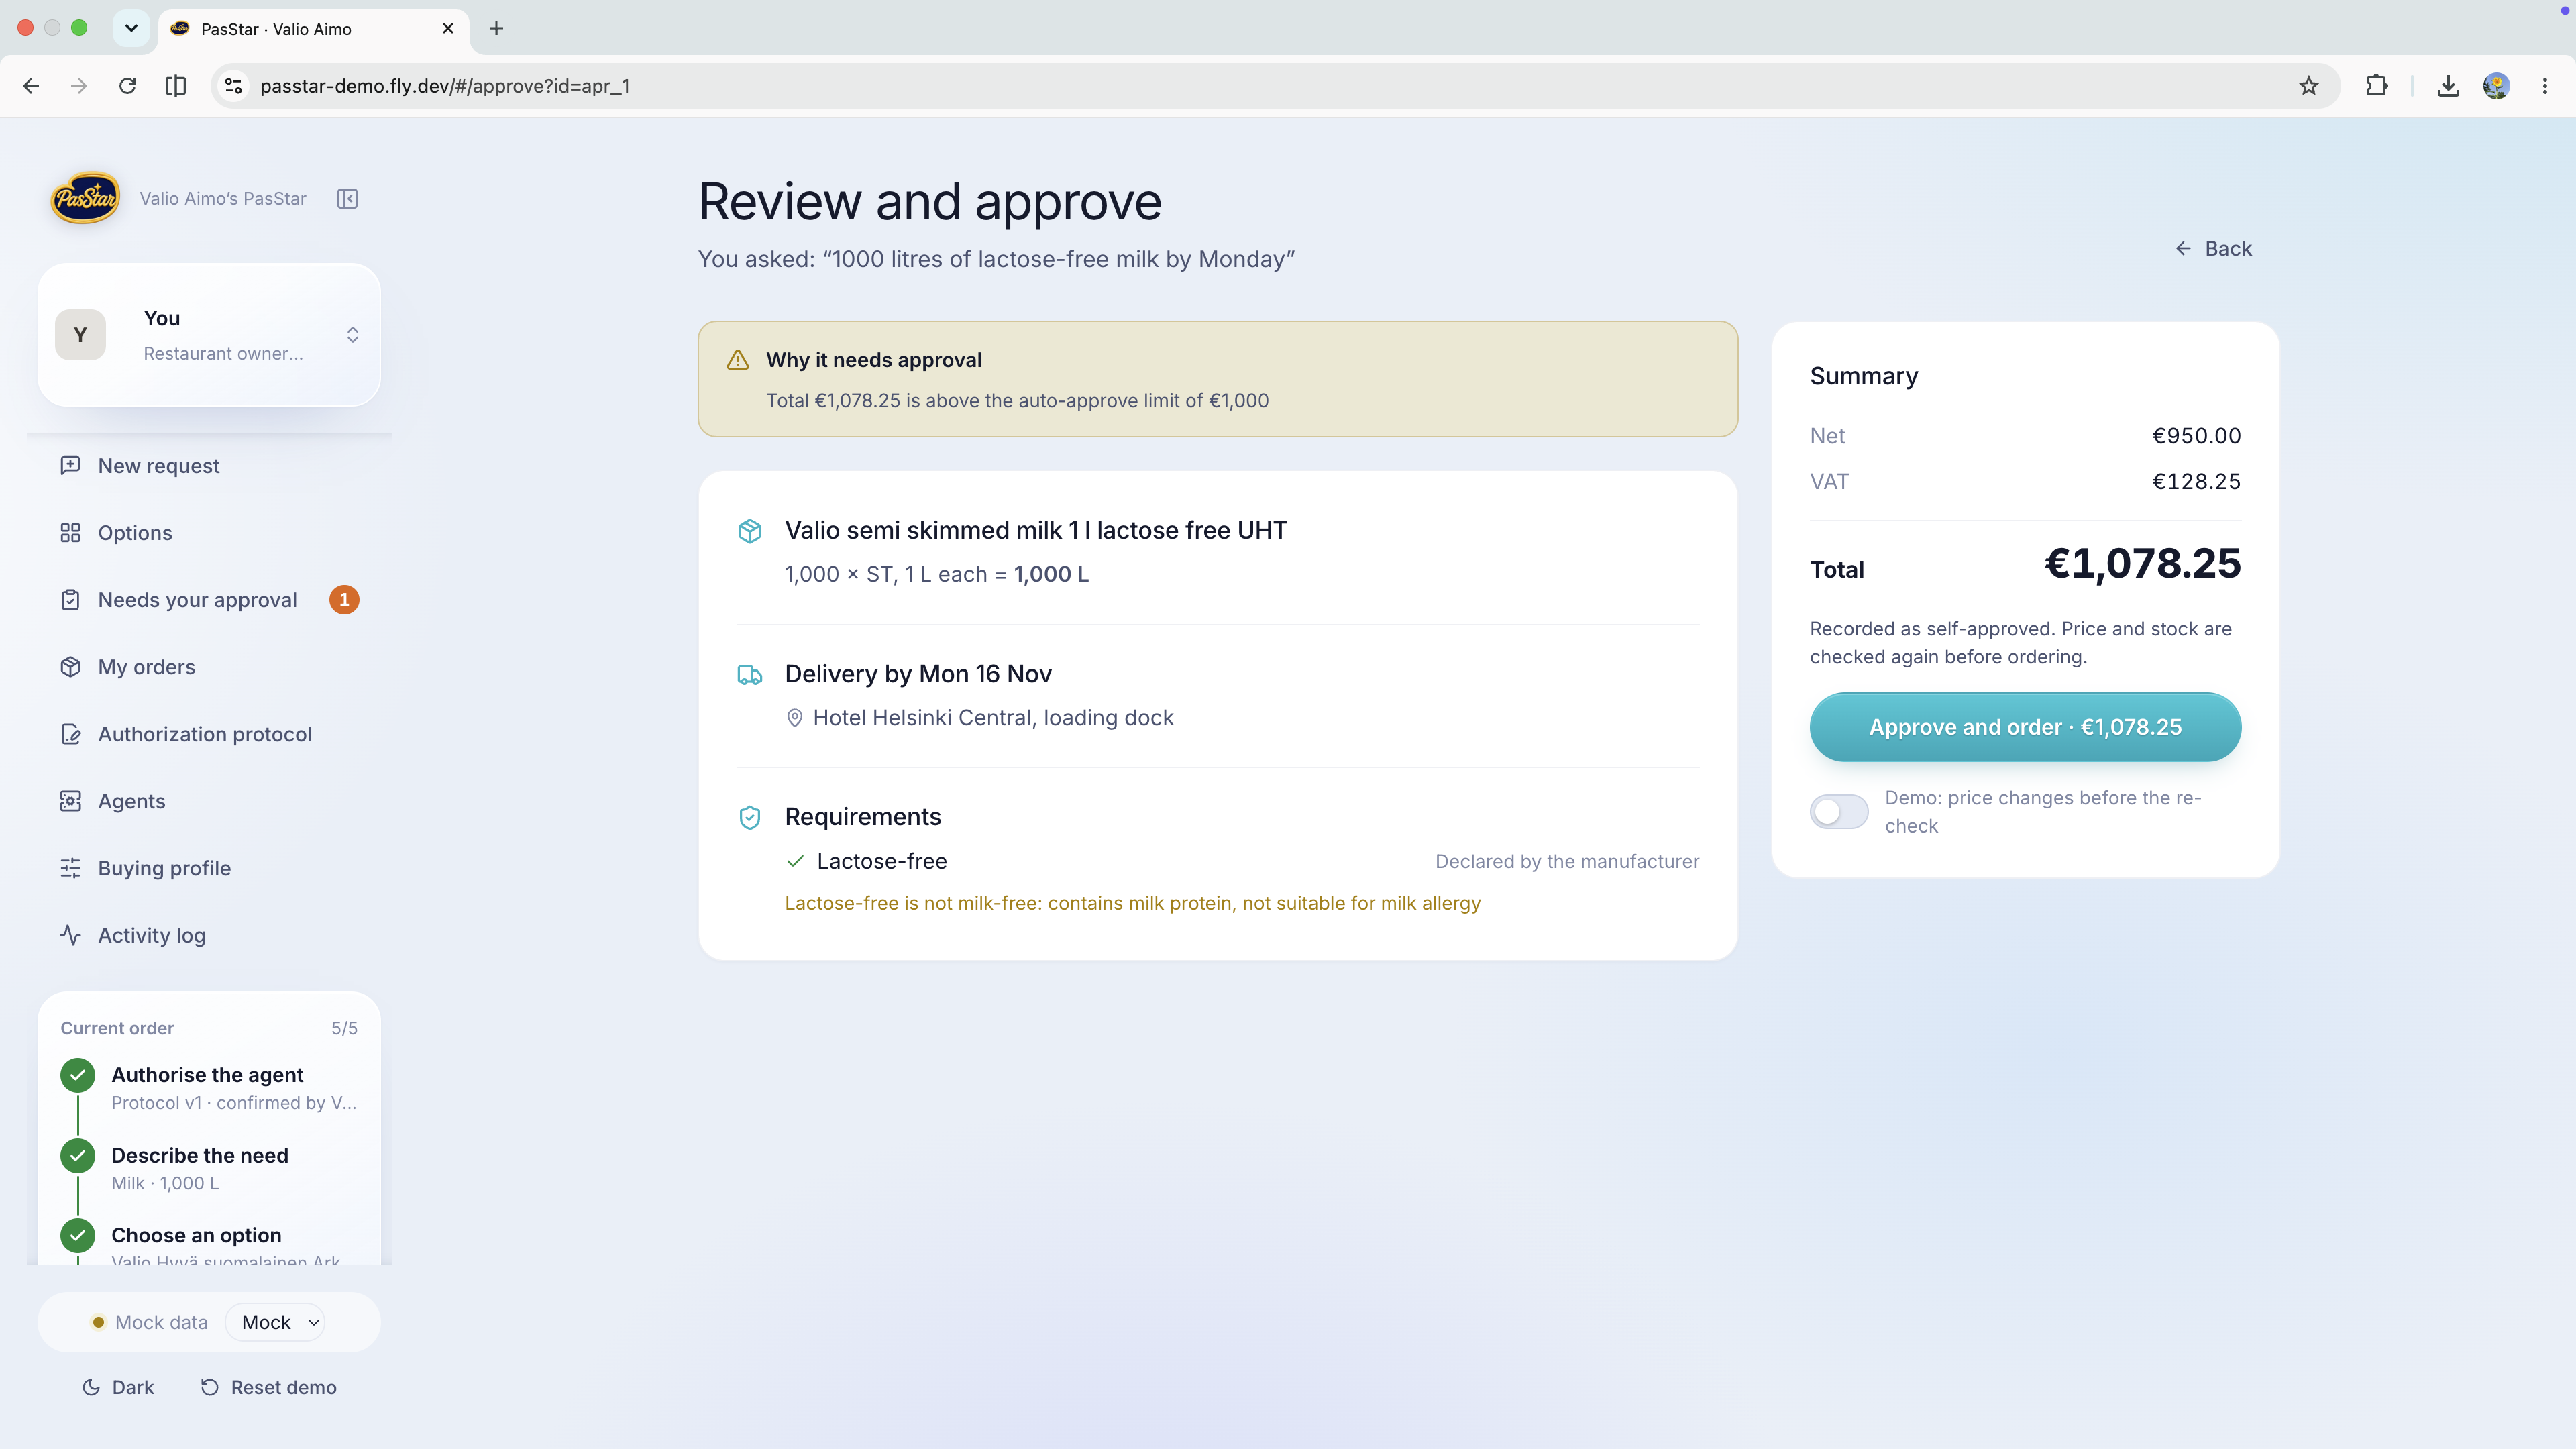 PasStar · Valio Aimo
passtar-demo.fly.dev/#/approve?id=apr_1
PasStar
Valio Aimo's PasStar
Y
You
Restaurant owner...
New request
Options
Needs your approval 1
My orders
Authorization protocol
Agents
Buying profile
Activity log
Current order 5/5
Authorise the agent
Protocol v1 · confirmed by V...
Describe the need
Milk · 1,000 L
Choose an option
Valio Hyvä suomalainen Ark
Mock data Mock
Dark Reset demo
Review and approve
You asked: “1000 litres of lactose-free milk by Monday”
Back
Why it needs approval
Total €1,078.25 is above the auto-approve limit of €1,000
Valio semi skimmed milk 1 l lactose free UHT
1,000 × ST, 1 L each = 1,000 L
Delivery by Mon 16 Nov
Hotel Helsinki Central, loading dock
Requirements
Lactose-free Declared by the manufacturer
Lactose-free is not milk-free: contains milk protein, not suitable for milk allergy
Summary
Net €950.00
VAT €128.25
Total €1,078.25
Recorded as self-approved. Price and stock are
checked again before ordering.
Approve and order · €1,078.25
Demo: price changes before the re-
check